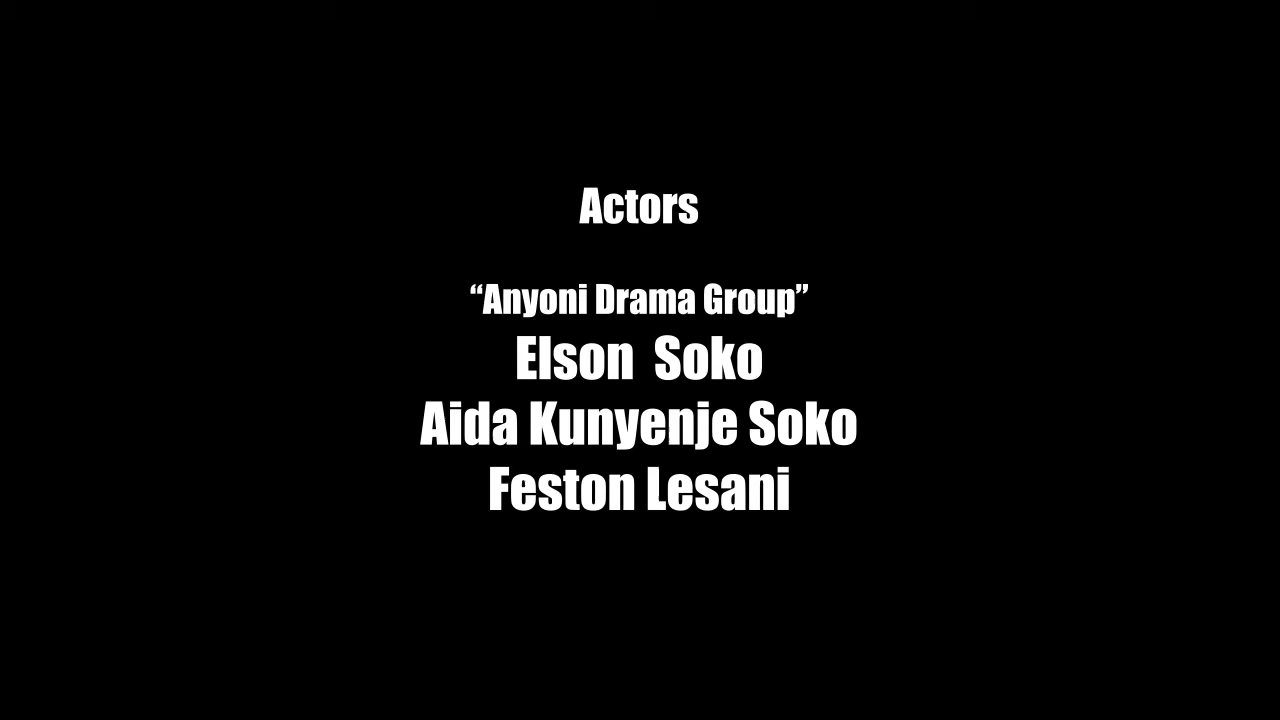 Actors
“Anyoni Drama Group”
Elson  Soko
Aida Kunyenje Soko
Feston Lesani